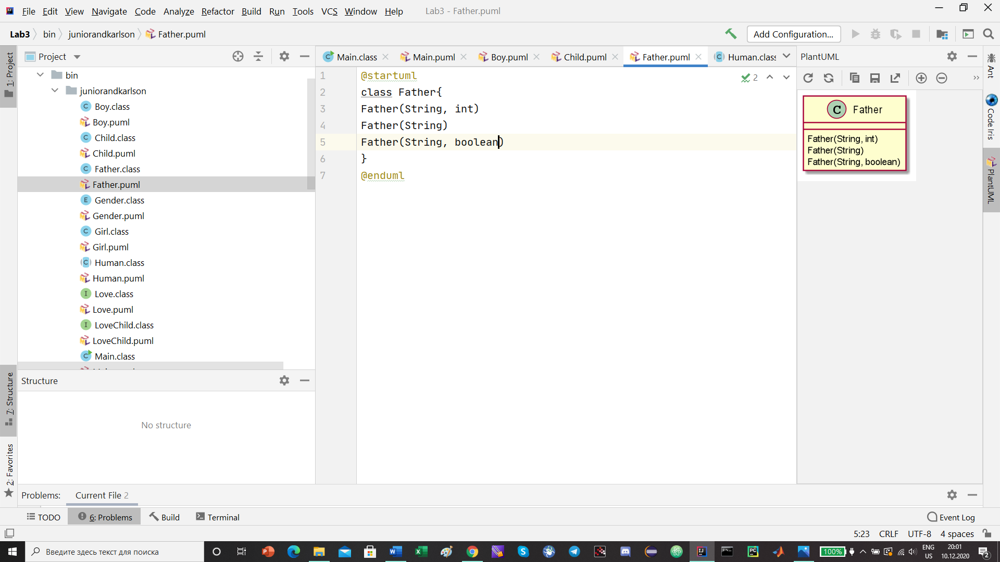 File Edit View Navigate Code Analyze Refactor Build Run Tools VCS Window Help Lab3 - Father.puml
Lab3 bin juniorandkarlson Father.puml Add Configuration...
1: Project
Project
bin
juniorandkarlson
Boy.class
Boy.puml
Child.class
Child.puml
Father.class
Father.puml
Gender.class
Gender.puml
Girl.class
Girl.puml
Human.class
Human.puml
Love.class
Love.puml
LoveChild.class
LoveChild.puml
Main.class
Main.class Main.puml Boy.puml Child.puml Father.puml Human.class
1 @startuml
2 class Father{
3 Father(String, int)
4 Father(String)
5 Father(String, boolean)
6 }
7 @enduml
2
PlantUML
C Father
Father(String, int)
Father(String)
Father(String, boolean)
Ant
Code Iris
PlantUML
7: Structure
Structure
No structure
2: Favorites
Problems: Current File 2
TODO 6: Problems Build Terminal Event Log
5:23 CRLF UTF-8 4 spaces
Введите здесь текст для поиска
100%
ENG
US
20:01
10.12.2020
2